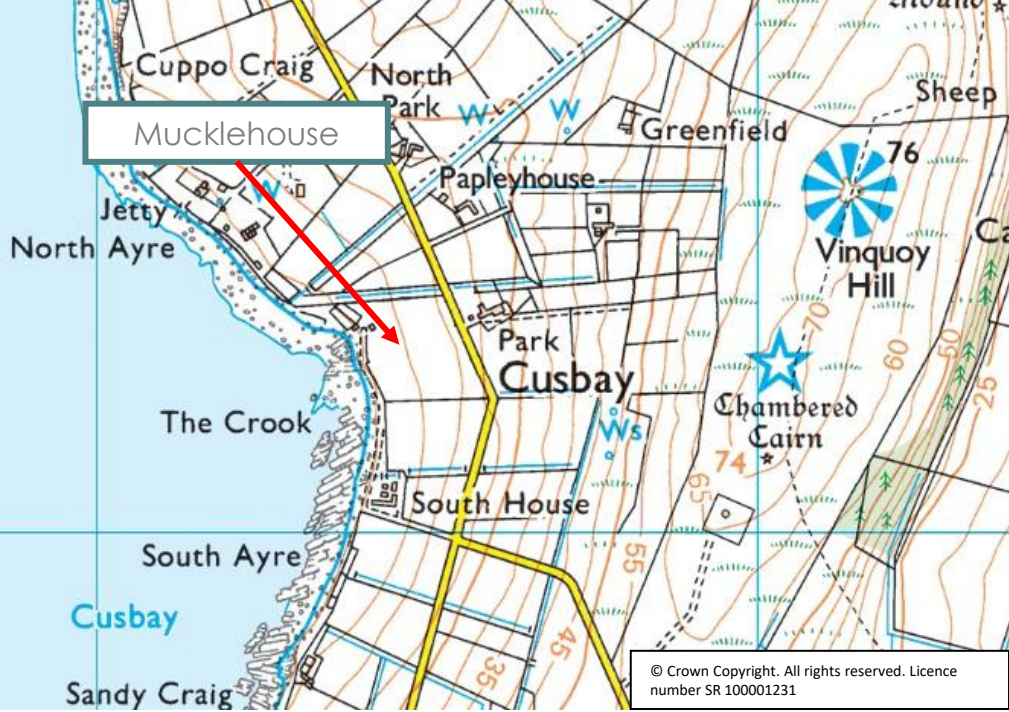 Cuppo Craig
North
Park
W
W
Sheep
Greenfield
76
Mucklehouse
Papleyhouse
W
Jetty
North Ayre
Vinquoy
Hill
Park
Cusbay
70
60
50
25
The Crook
Ws
Chambered
Cairn
74
65
South House
South Ayre
55
Cusbay
45
35
Sandy Craig
© Crown Copyright. All rights reserved. Licence
number SR 100001231